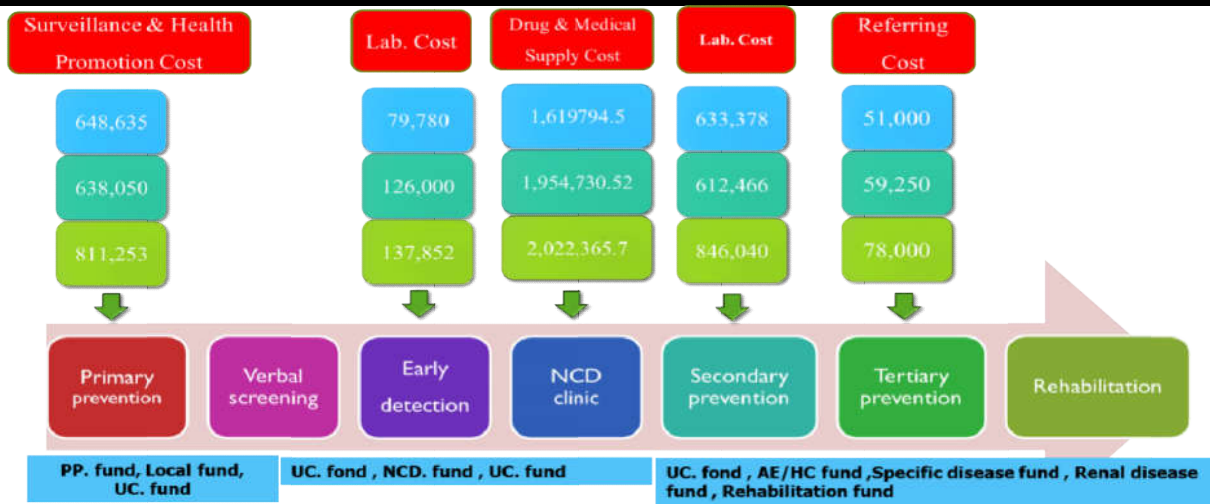 Surveillance & Health
Promotion Cost
Lab. Cost
Drug & Medical
Supply Cost
Lab. Cost
Referring
Cost
648,635
79,780
1,619794.5
633,378
51,000
638,050
126,000
1,954,730.52
612,466
59,250
811,253
137,852
2,022,365.7
846,040
78,000
Primary
prevention
Verbal
screening
Early
detection
NCD
clinic
Secondary
prevention
Tertiary
prevention
Rehabilitation
PP. fund, Local fund,
UC. fund
UC. fond , NCD. fund , UC. fund
UC. fond , AE/HC fund ,Specific disease fund , Renal disease
fund , Rehabilitation fund